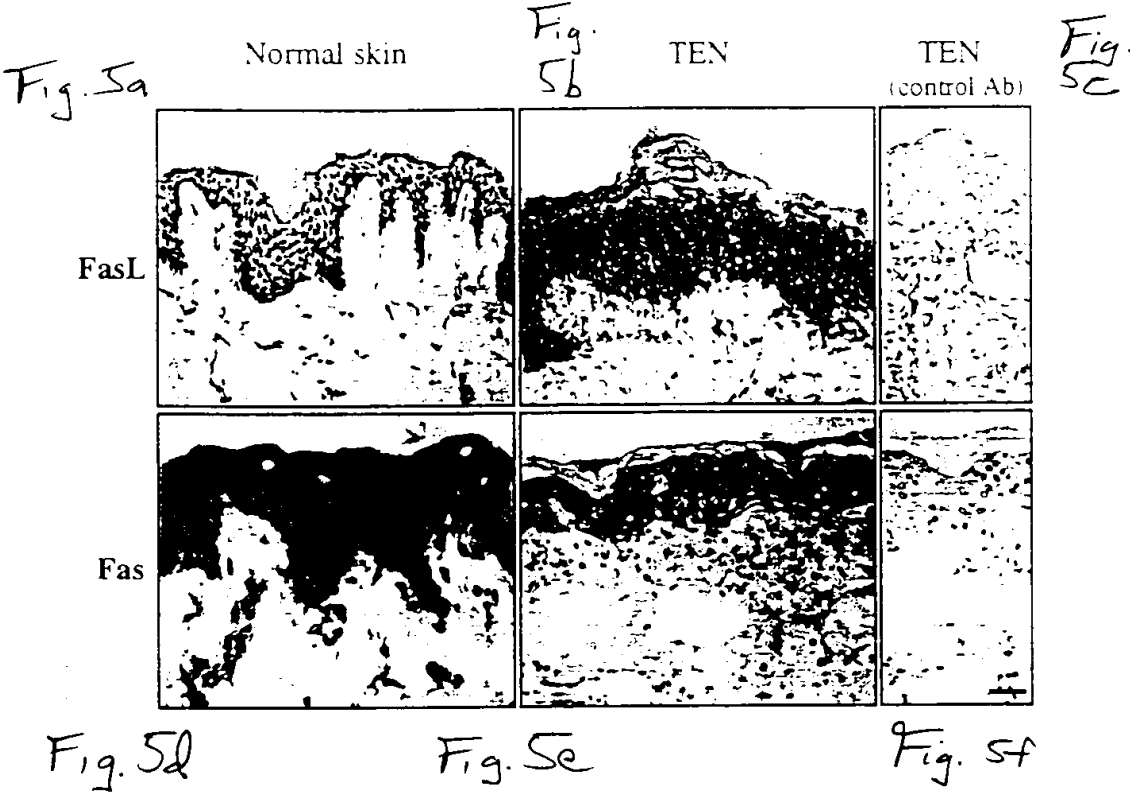 Fig. 5a
Normal skin
Fig.
5b
TEN
TEN
(control Ab)
Fig.
5c
FasL
Fas
Fig. 5d
Fig. 5e
Fig. 5f